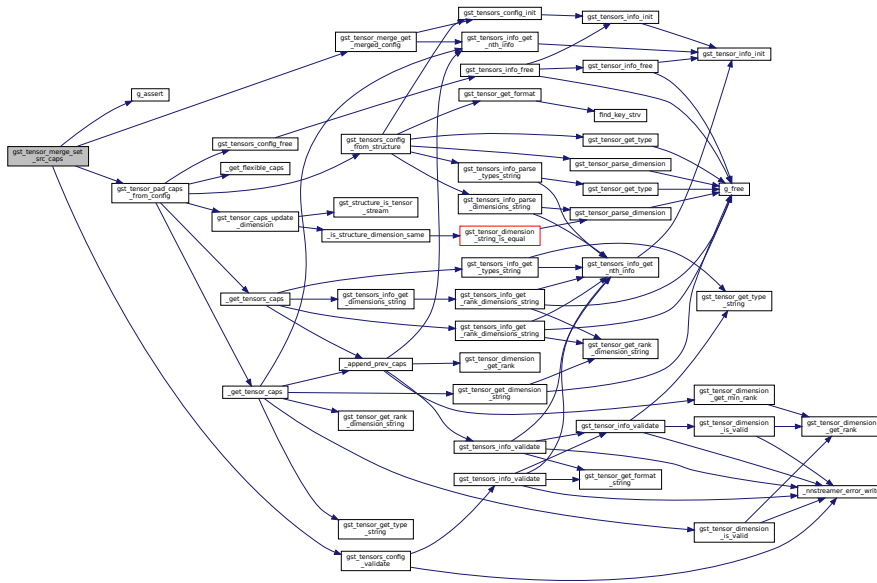 gst_tensor_merge_set
_src_caps
g_assert
gst_tensor_pad_caps
_from_config
gst_tensor_merge_get
_merged_config
gst_tensors_config_free
_get_flexible_caps
gst_tensor_caps_update
_dimension
_get_tensors_caps
_get_tensor_caps
gst_tensors_config
_from_structure
gst_structure_is_tensor
_stream
_is_structure_dimension_same
gst_tensors_info_get
_dimensions_string
_append_prev_caps
gst_tensor_get_rank
_dimension_string
gst_tensor_get_type
_string
gst_tensors_config
_validate
gst_tensors_config_init
gst_tensors_info_get
_nth_info
gst_tensors_info_free
gst_tensor_get_format
gst_tensors_info_parse
_types_string
gst_tensors_info_parse
_dimensions_string
gst_tensor_dimension
_string_is_equal
gst_tensors_info_get
_types_string
gst_tensors_info_get
_rank_dimensions_string
gst_tensors_info_get
_rank_dimensions_string
gst_tensor_dimension
_get_rank
gst_tensor_get_dimension
_string
gst_tensors_info_validate
gst_tensors_info_validate
gst_tensors_info_init
gst_tensor_info_free
find_key_strv
gst_tensor_get_type
gst_tensor_parse_dimension
gst_tensor_get_type
gst_tensor_parse_dimension
gst_tensors_info_get
_nth_info
gst_tensor_get_rank
_dimension_string
gst_tensor_info_validate
gst_tensor_get_format
_string
gst_tensor_info_init
g_free
gst_tensor_get_type
_string
gst_tensor_dimension
_get_min_rank
gst_tensor_dimension
_is_valid
gst_tensor_dimension
_is_valid
gst_tensor_dimension
_get_rank
_nnstreamer_error_write